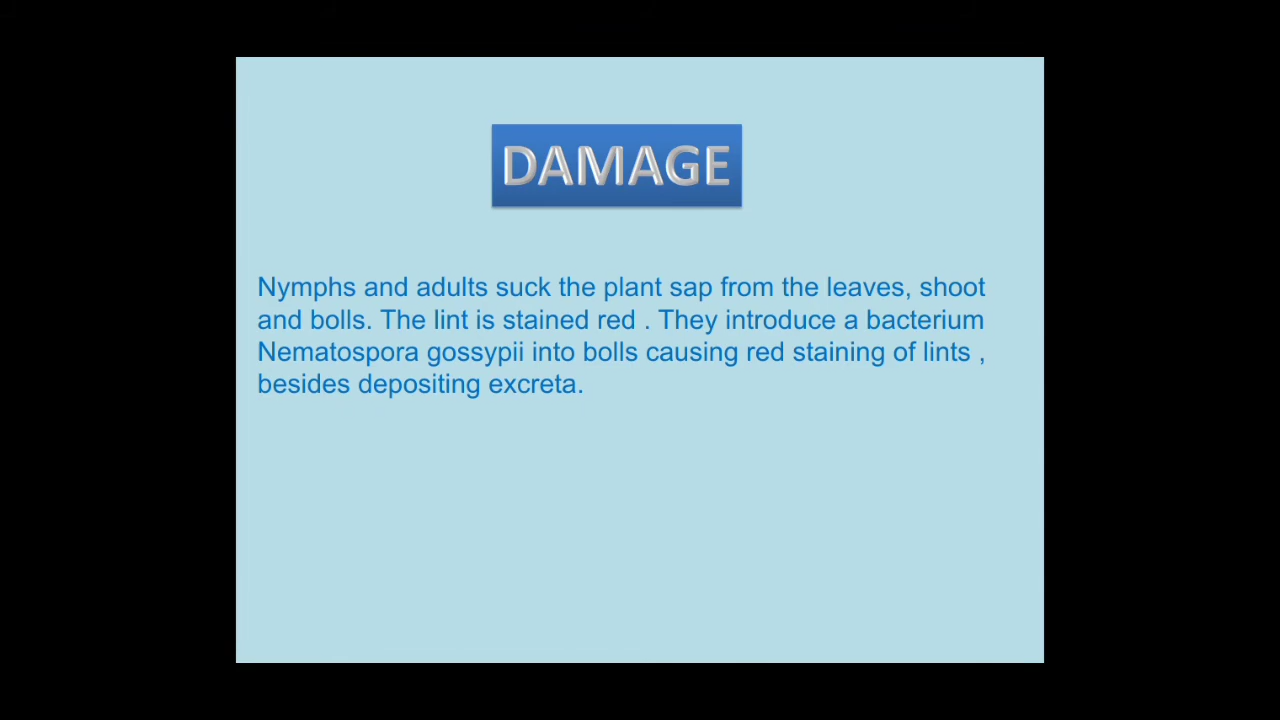 DAMAGE
Nymphs and adults suck the plant sap from the leaves, shoot
and bolls. The lint is stained red . They introduce a bacterium
Nematospora gossypii into bolls causing red staining of lints ,
besides depositing excreta.